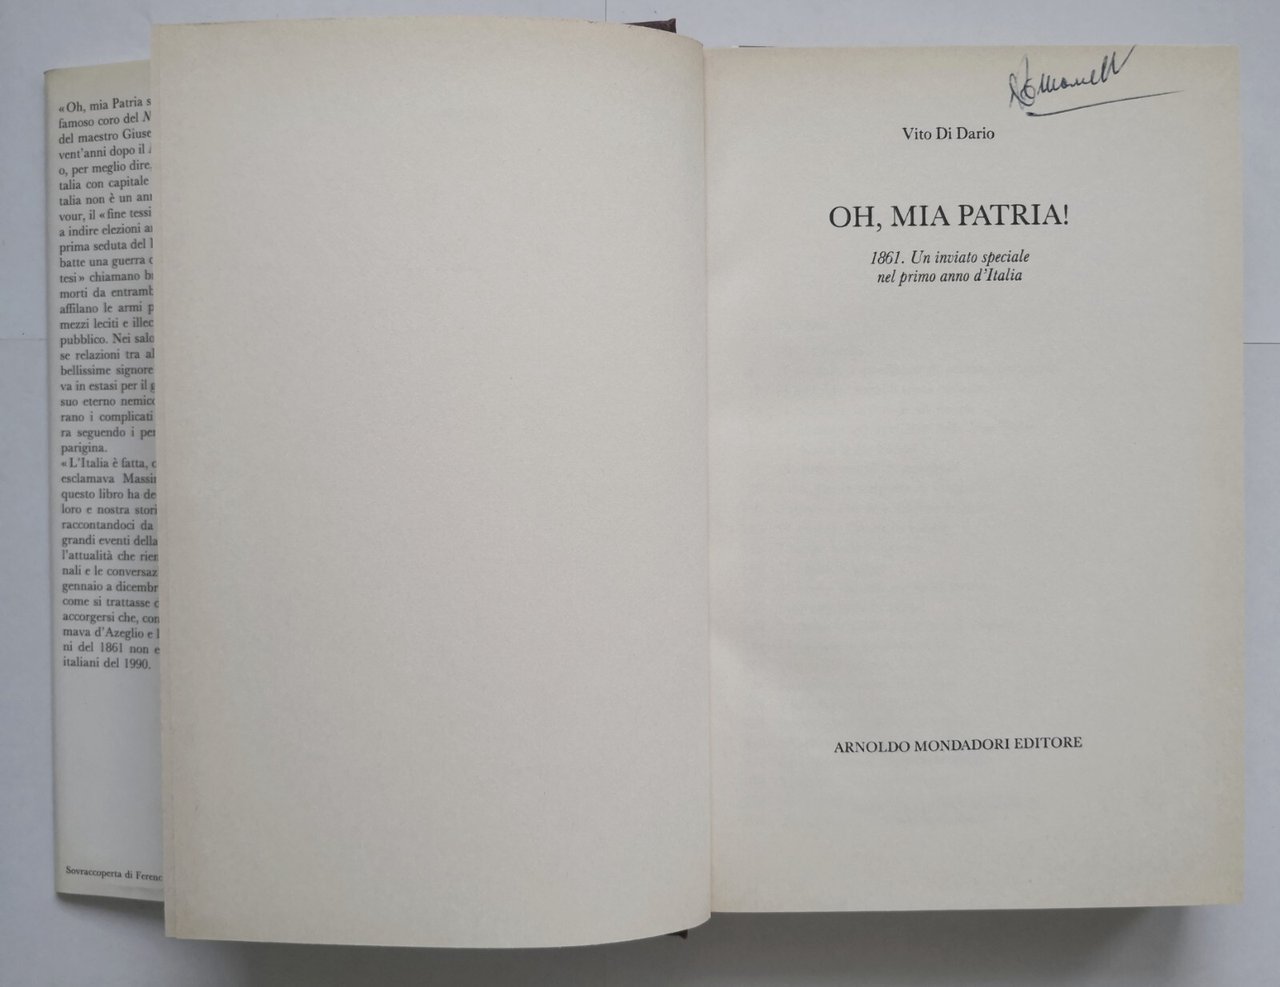 «Oh, mia Patria s
famoso coro del N
del maestro Giuse
vent'anni dopo il
o, per meglio dire,
talia con capitale
talia non è un ann
vour, il «fine tessi
a indire elezioni an
prima seduta del
batte una guerra
tesi» chiamano b
morti da entramb
affilano le armi p
mezzi leciti e illec
pubblico. Nei salo
se relazioni tra al
bellissime signore
va in estasi per il g
suo eterno nemico
rano i complicati
ra seguendo i per
parigina.
«L'Italia è fatta,
esclamava Massim
questo libro ha de
loro e nostra stori
raccontandoci da
grandi eventi della
l'attualità che rien
nali e le conversaz
gennaio a dicembr
come si trattasse
accorgersi che, con
mava d'Azeglio e
ni del 1861 non e
italiani del 1990.
Sovraccoperta di Ferenc
Vito Di Dario
OH, MIA PATRIA!
1861. Un inviato speciale
nel primo anno d'Italia
ARNOLDO MONDADORI EDITORE